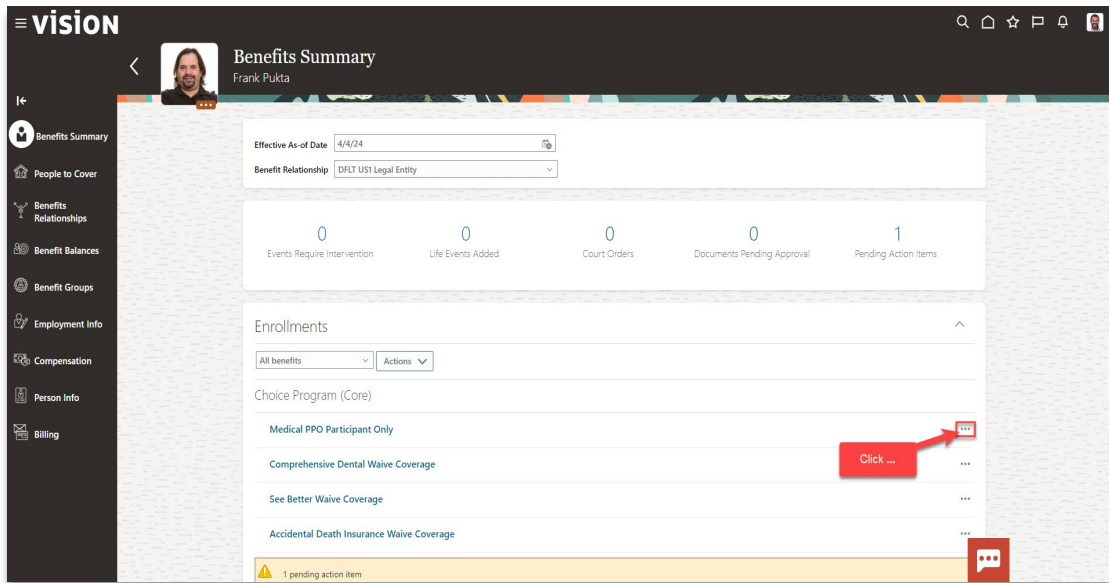 vision
Benefits Summary
Frank Pukta
Benefits Summary
People to Cover
Benefits
Relationships
Benefit Balances
Benefit Groups
Employment Info
Compensation
Person Info
Billing
Effective As-of Date 4/4/24
Benefit Relationship DFLT US1 Legal Entity
0 0 0 0 1
Events Require Intervention Life Events Added Court Orders Documents Pending Approval Pending Action Items
Enrollments
All benefits Actions
Choice Program (Core)
Medical PPO Participant Only
Click ...
Comprehensive Dental Waive Coverage
See Better Waive Coverage
Accidental Death Insurance Waive Coverage
1 pending action item